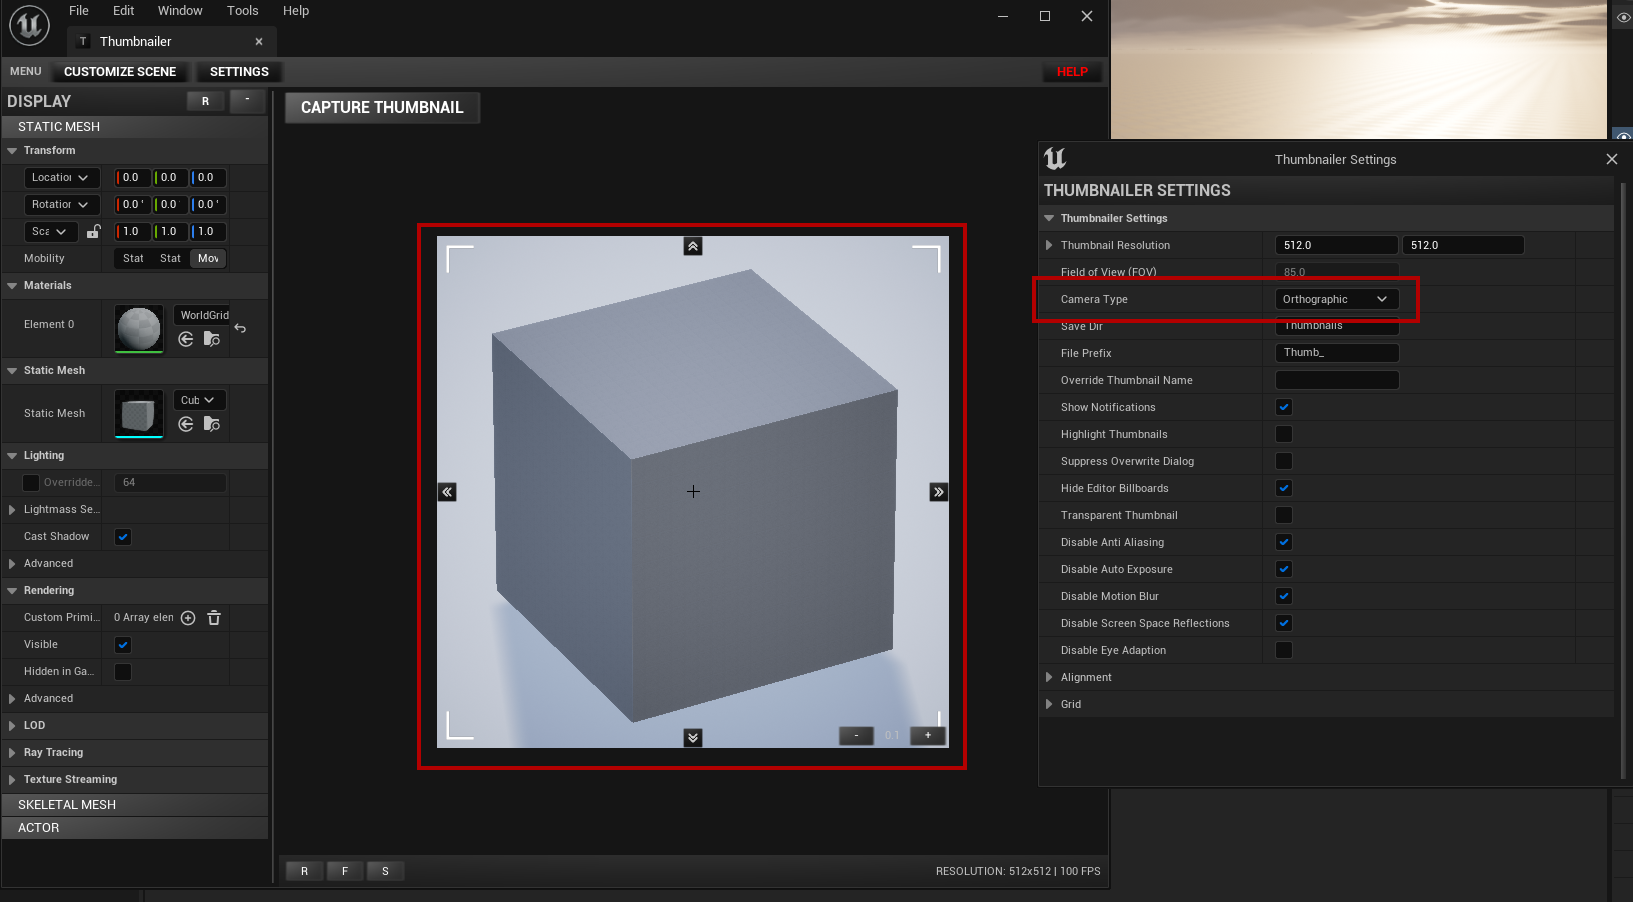 File Edit Window Tools Help
T Thumbnailer
MENU CUSTOMIZE SCENE SETTINGS HELP
DISPLAY R -
CAPTURE THUMBNAIL
STATIC MESH
Transform
Location 0.0 0.0 0.0
Rotation 0.0 ° 0.0 0.0 °
Sca 1.0 1.0 1.0
Mobility Stat Stat Mov
Materials
Element 0 WorldGrid
Static Mesh
Static Mesh Cub
Lighting
Overridde... 64
Lightmass Se...
Cast Shadow
Advanced
Rendering
Custom Primi... 0 Array elem
Visible
Hidden in Ga...
Advanced
LOD
Ray Tracing
Texture Streaming
SKELETAL MESH
ACTOR
- 0.1 +
R F S
RESOLUTION: 512x512 | 100 FPS
Thumbnailer Settings
THUMBNAILER SETTINGS
Thumbnailer Settings
Thumbnail Resolution 512.0 512.0
Field of View (FOV) 85.0
Camera Type Orthographic
Save Dir Thumbnails
File Prefix Thumb_
Override Thumbnail Name
Show Notifications
Highlight Thumbnails
Suppress Overwrite Dialog
Hide Editor Billboards
Transparent Thumbnail
Disable Anti Aliasing
Disable Auto Exposure
Disable Motion Blur
Disable Screen Space Reflections
Disable Eye Adaption
Alignment
Grid